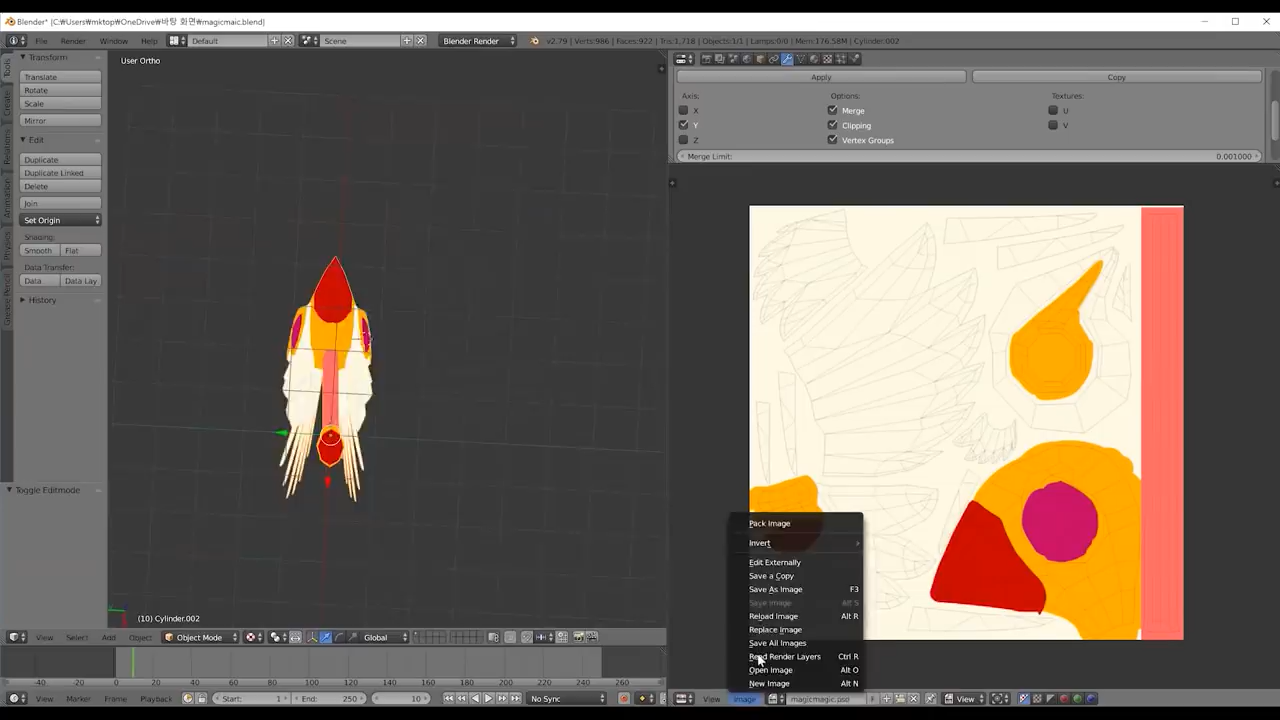 Blender* [C:₩Users₩mktop₩OneDrive₩바탕 화면₩magicmaic.blend]
File Render Window Help Default Scene Blender Render v2.79 | Verts:986 | Faces:922 | Tris:1,718 | Objects:1/1 | Lamps:0/0 | Mem:176.58M | Cylinder.002
Tools
Create
Relations
Animation
Physics
Grease Pencil
Transform
Translate
Rotate
Scale
Mirror
Edit
Duplicate
Duplicate Linked
Delete
Join
Set Origin
Shading:
Smooth Flat
Data Transfer:
Data Data Lay
History
Toggle Editmode
User Ortho
(10) Cylinder.002
View Select Add Object Object Mode Global
-40 -20 0 20 40 60 80 100 120 140 160 180 200 220 240 260
View Marker Frame Playback Start: 1 End: 250 10 No Sync
Apply Copy
Axis: Options: Textures:
X Merge U
Y Clipping V
Z Vertex Groups
Merge Limit: 0.001000
Pack Image
Invert
Edit Externally
Save a Copy
Save As Image F3
Save Image Alt S
Reload Image Alt R
Replace Image
Save All Images
Read Render Layers Ctrl R
Open Image Alt O
New Image Alt N
View Image magicmagic.psd F View